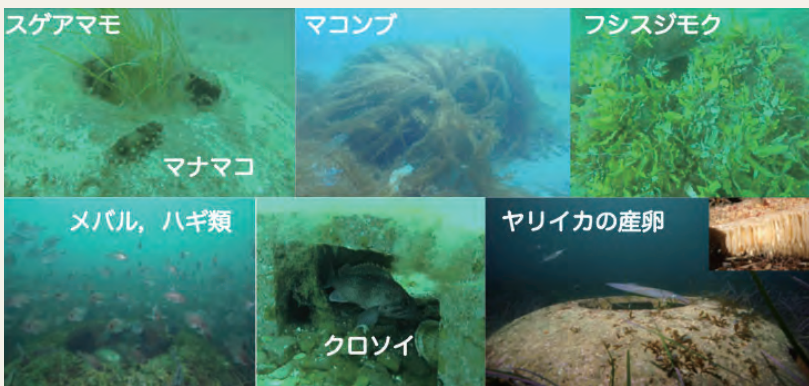 スゲアマモ
マコンブ
フシスジモク
マナマコ
メバル，ハギ類
ヤリイカの産卵
クロソイ